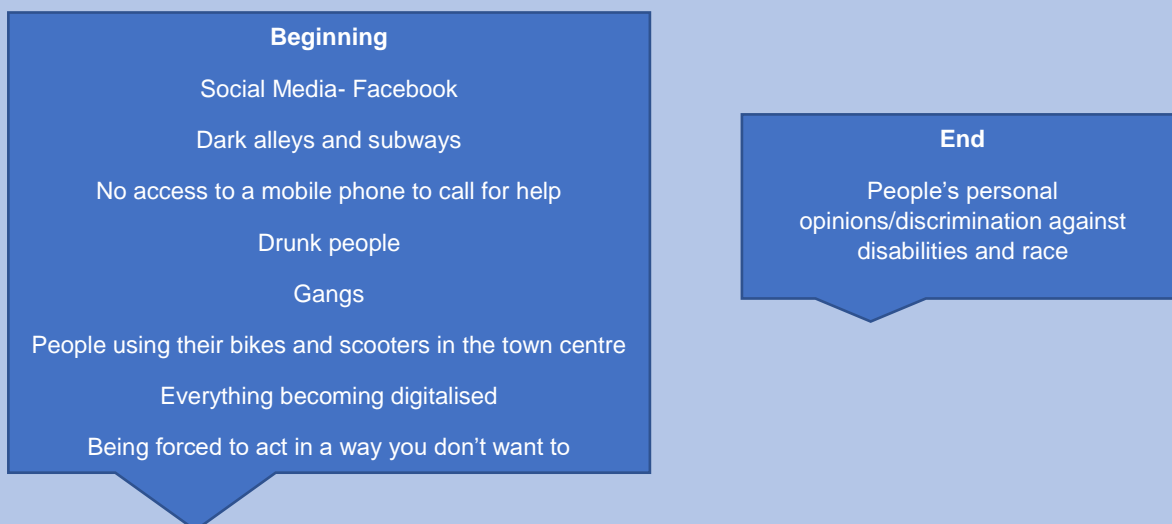 Beginning
Social Media- Facebook
Dark alleys and subways
No access to a mobile phone to call for help
Drunk people
Gangs
People using their bikes and scooters in the town centre
Everything becoming digitalised
Being forced to act in a way you don’t want to
End
People’s personal
opinions/discrimination against
disabilities and race